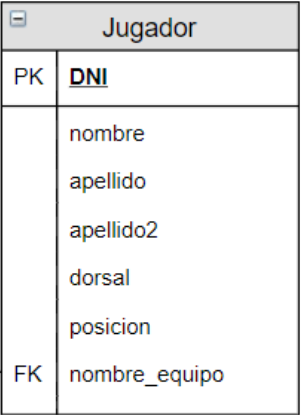 Jugador
PK DNI
nombre
apellido
apellido2
dorsal
posicion
FK nombre_equipo